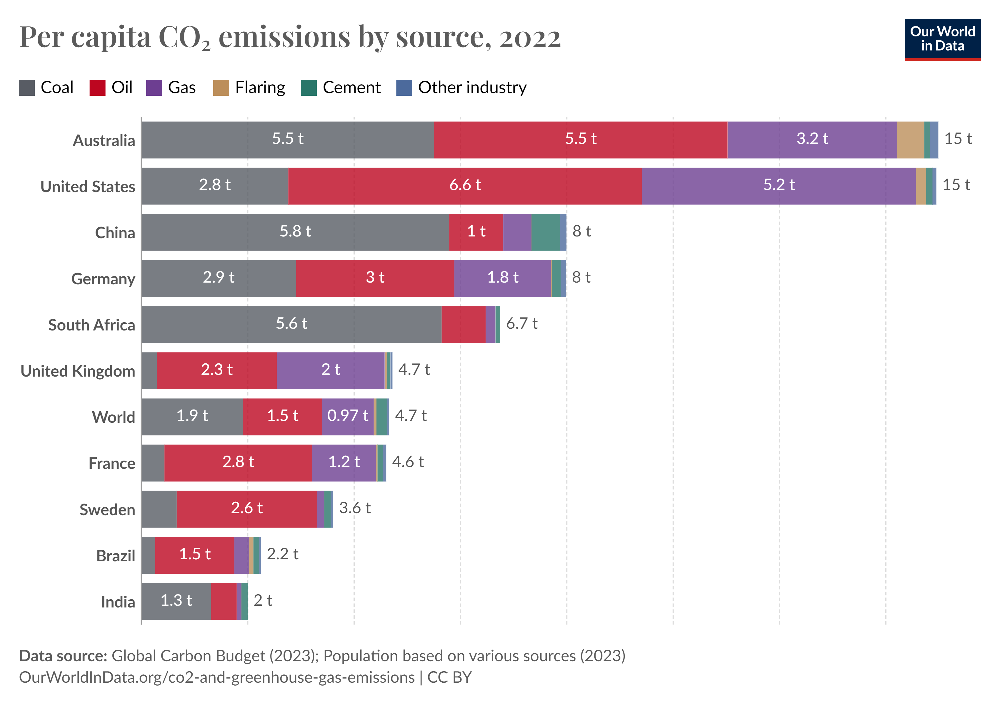 Per capita CO₂ emissions by source, 2022
Our World
in Data
Coal Oil Gas Flaring Cement Other industry
Australia 5.5 t 5.5 t 3.2 t 15 t
United States 2.8 t 6.6 t 5.2 t 15 t
China 5.8 t 1 t 8 t
Germany 2.9 t 3 t 1.8 t 8 t
South Africa 5.6 t 6.7 t
United Kingdom 2.3 t 2 t 4.7 t
World 1.9 t 1.5 t 0.97 t 4.7 t
France 2.8 t 1.2 t 4.6 t
Sweden 2.6 t 3.6 t
Brazil 1.5 t 2.2 t
India 1.3 t 2 t
Data source: Global Carbon Budget (2023); Population based on various sources (2023)
OurWorldInData.org/co2-and-greenhouse-gas-emissions | CC BY